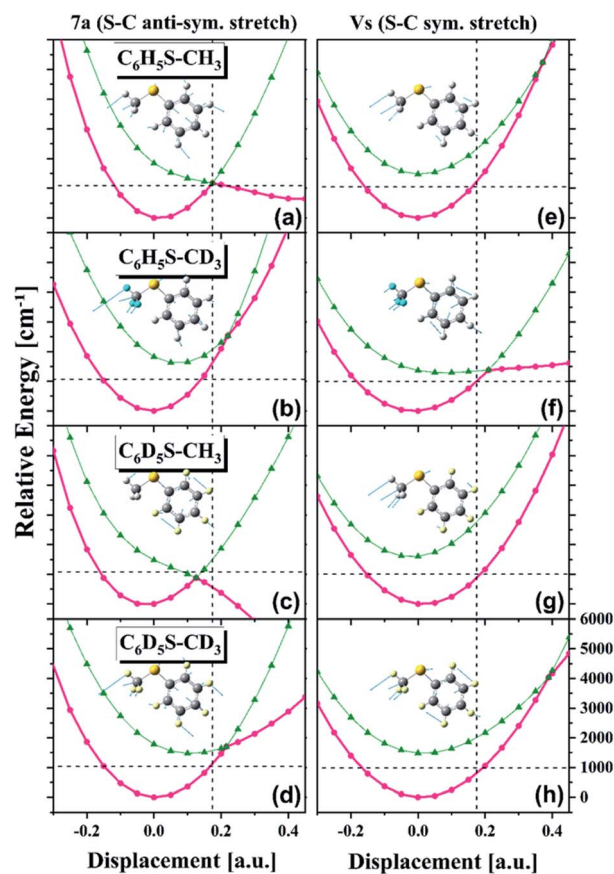 7a (S-C anti-sym. stretch)
Vs (S-C sym. stretch)
C₆H₅S-CH₃
(a)
(e)
C₆H₅S-CD₃
(b)
(f)
C₆D₅S-CH₃
(c)
(g)
C₆D₅S-CD₃
(d)
(h)
Relative Energy [cm⁻¹]
6000
5000
4000
3000
2000
1000
0
-0.2 0.0 0.2 0.4
-0.2 0.0 0.2 0.4
Displacement [a.u.]
Displacement [a.u.]